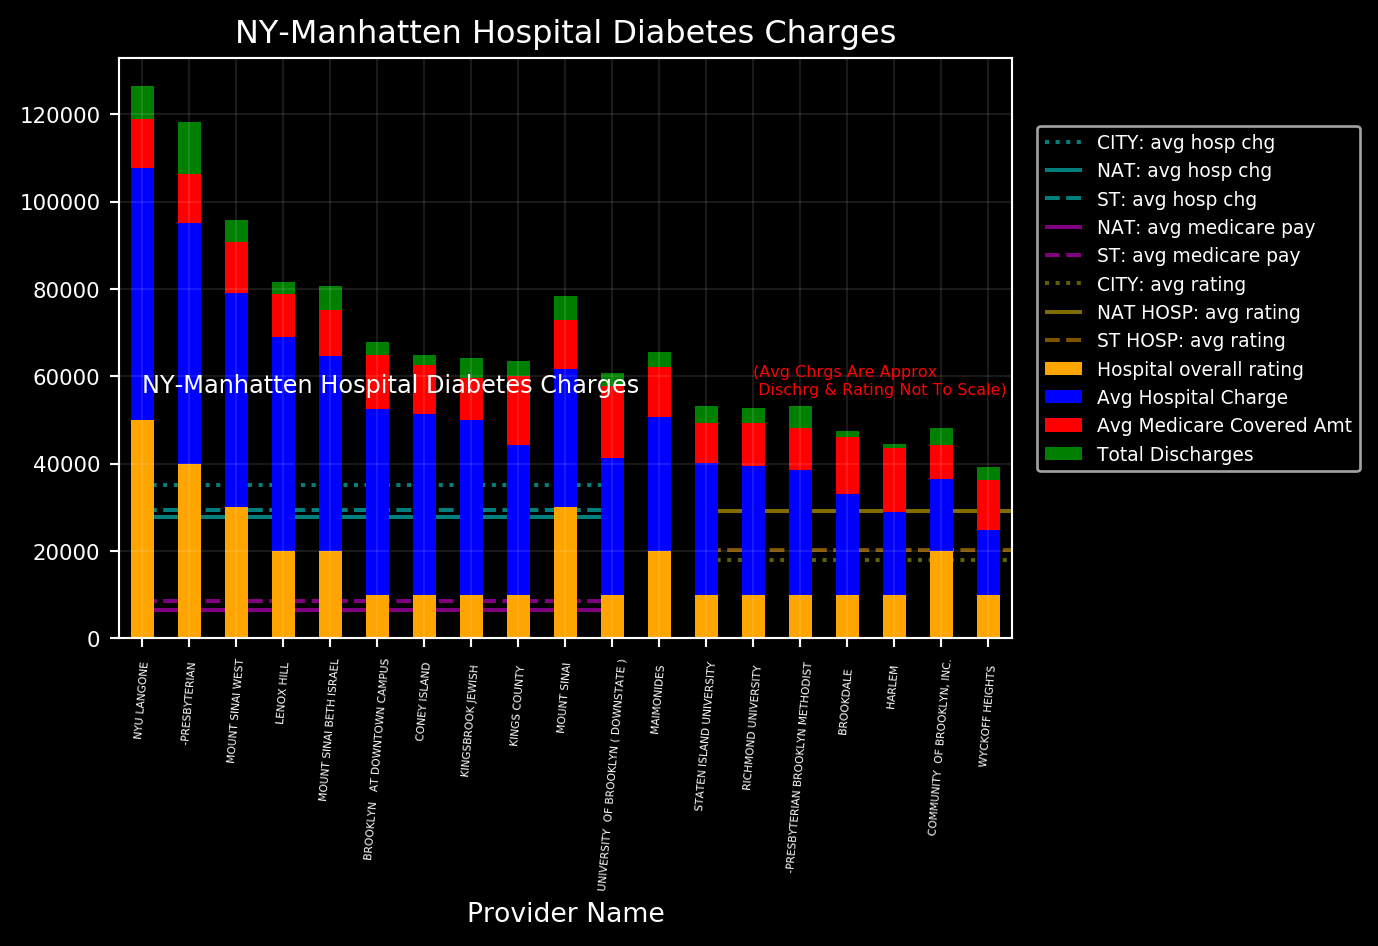 NY-Manhatten Hospital Diabetes Charges
120000
100000
80000
60000
40000
20000
0
NY-Manhatten Hospital Diabetes Charges
(Avg Chrgs Are Approx
Dischrg & Rating Not To Scale)
CITY: avg hosp chg
NAT: avg hosp chg
ST: avg hosp chg
NAT: avg medicare pay
ST: avg medicare pay
CITY: avg rating
NAT HOSP: avg rating
ST HOSP: avg rating
Hospital overall rating
Avg Hospital Charge
Avg Medicare Covered Amt
Total Discharges
NYU LANGONE
-PRESBYTERIAN
MOUNT SINAI WEST
LENOX HILL
MOUNT SINAI BETH ISRAEL
BROOKLYN   AT DOWNTOWN CAMPUS
CONEY ISLAND
KINGSBROOK JEWISH
KINGS COUNTY
MOUNT SINAI
UNIVERSITY  OF BROOKLYN ( DOWNSTATE )
MAIMONIDES
STATEN ISLAND UNIVERSITY
RICHMOND UNIVERSITY
-PRESBYTERIAN BROOKLYN METHODIST
BROOKDALE
HARLEM
COMMUNITY  OF BROOKLYN, INC.
WYCKOFF HEIGHTS
Provider Name